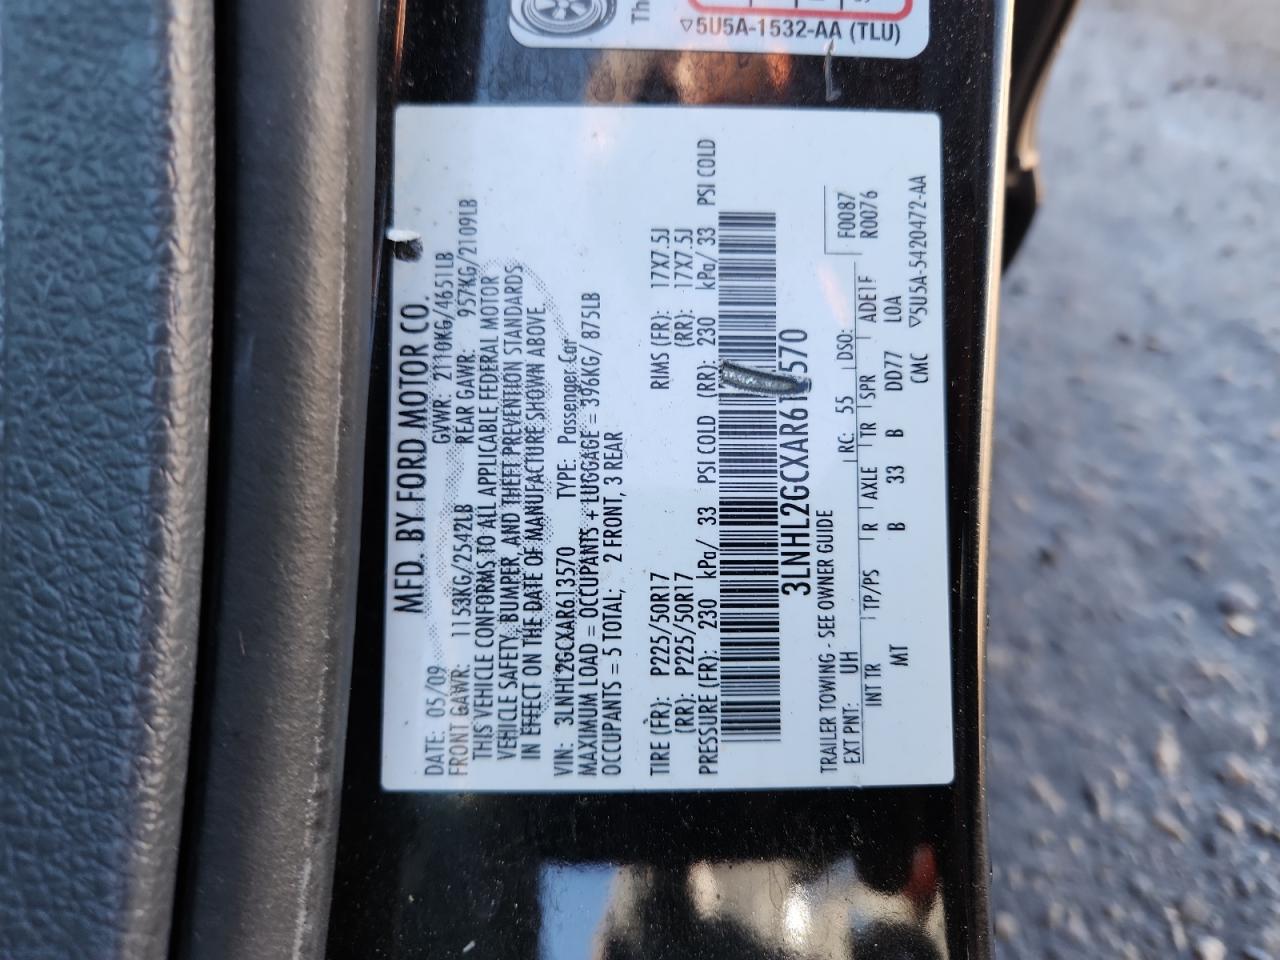 Th
▽5U5A-1532-AA (TLU)
MFD. BY FORD MOTOR CO.
DATE: 05/09 GVWR: 2110KG/4651LB
FRONT GAWR: 1153KG/2542LB REAR GAWR: 957KG/2109LB
THIS VEHICLE CONFORMS TO ALL APPLICABLE FEDERAL MOTOR
VEHICLE SAFETY, BUMPER, AND THEFT PREVENTION STANDARDS
IN EFFECT ON THE DATE OF MANUFACTURE SHOWN ABOVE
VIN: 3LNHL2GCXAR613570 TYPE: Passenger Car
MAXIMUM LOAD = OCCUPANTS + LUGGAGE = 396KG/ 875LB
OCCUPANTS = 5 TOTAL; 2 FRONT, 3 REAR
TIRE (FR): P225/50R17 RIMS (FR): 17X7.5J
(RR): P225/50R17 (RR): 17X7.5J
PRESSURE (FR): 230 kPa/ 33 PSI COLD (RR): 230 kPa/ 33 PSI COLD
3LNHL2GCXAR61 570
TRAILER TOWING - SEE OWNER GUIDE
EXT PNT: UH RC: 55 DSO: F0087
INT TR TP/PS R AXLE TR SPR ADE1F R0076
MT B 33 B DD77 LOA
CMC ▽5U5A-5420472-AA